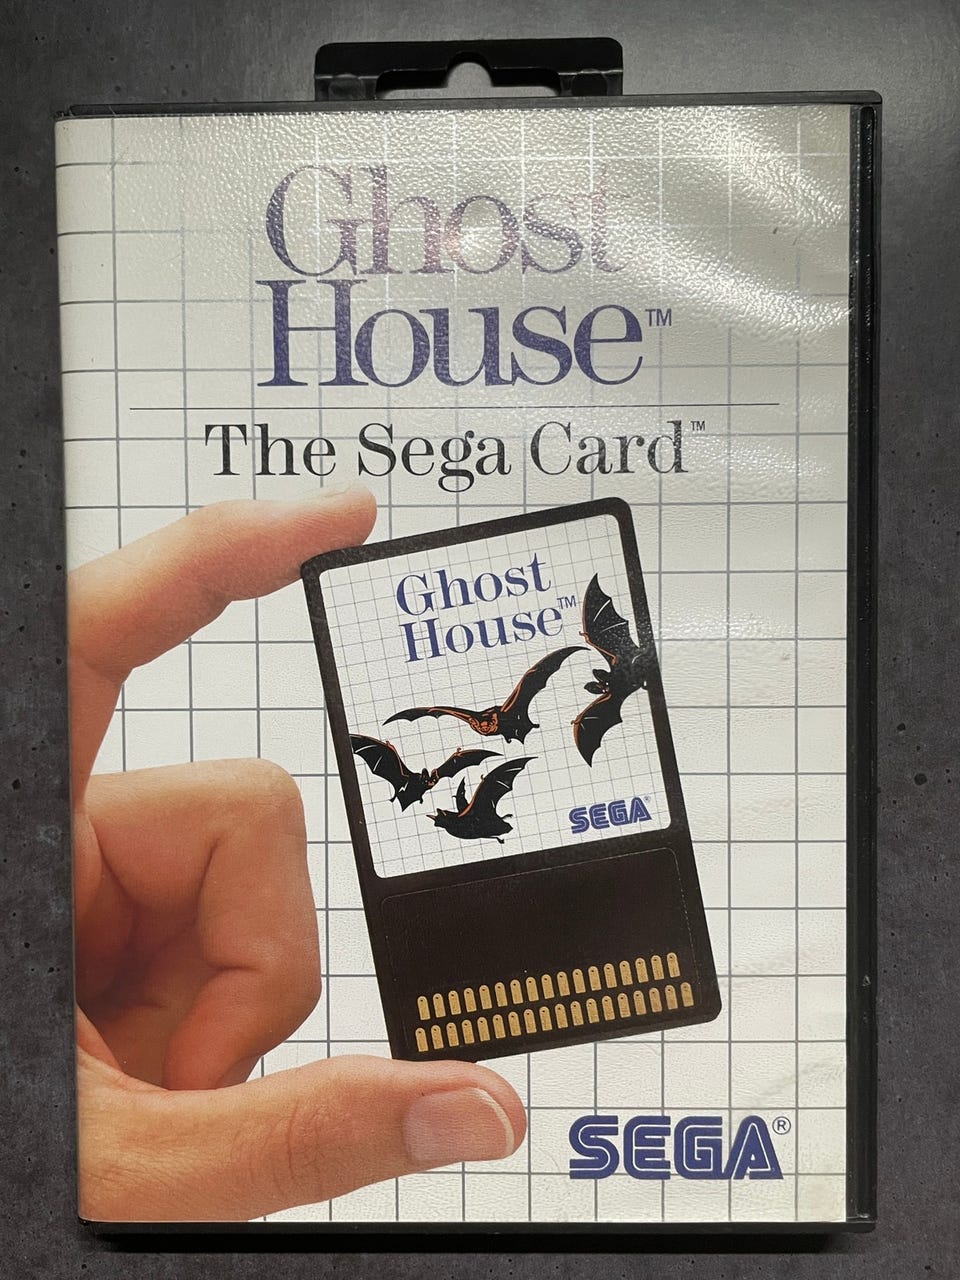 Ghost
House™
The Sega Card™
Ghost
House™
SEGA®
SEGA®